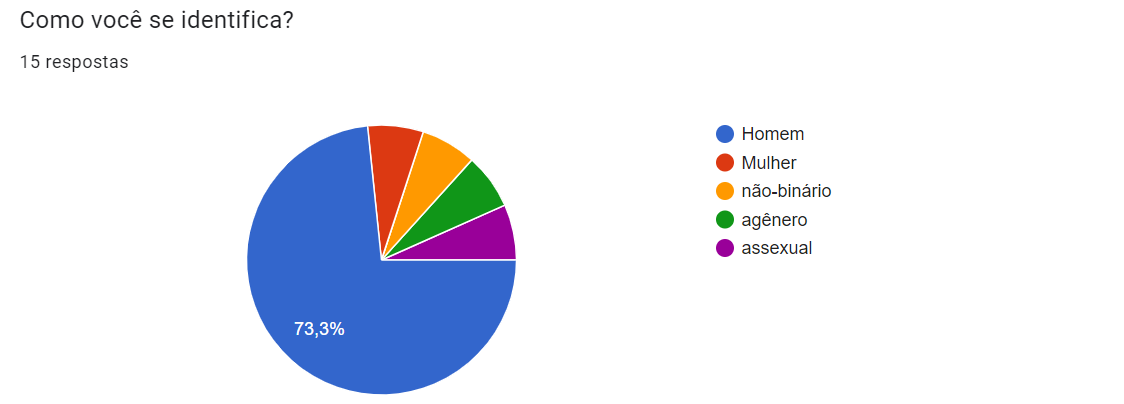 Como você se identifica?
15 respostas
Homem
Mulher
não-binário
agênero
assexual
73,3%